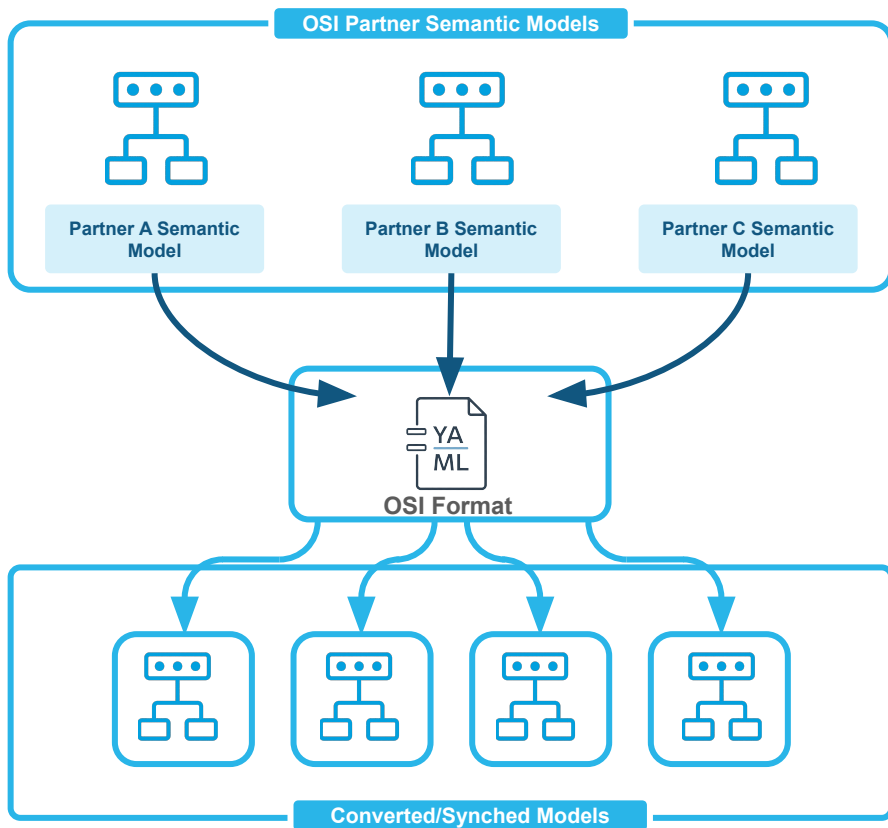 OSI Partner Semantic Models
Partner A Semantic
Model
Partner B Semantic
Model
Partner C Semantic
Model
YA
ML
OSI Format
Converted/Synched Models